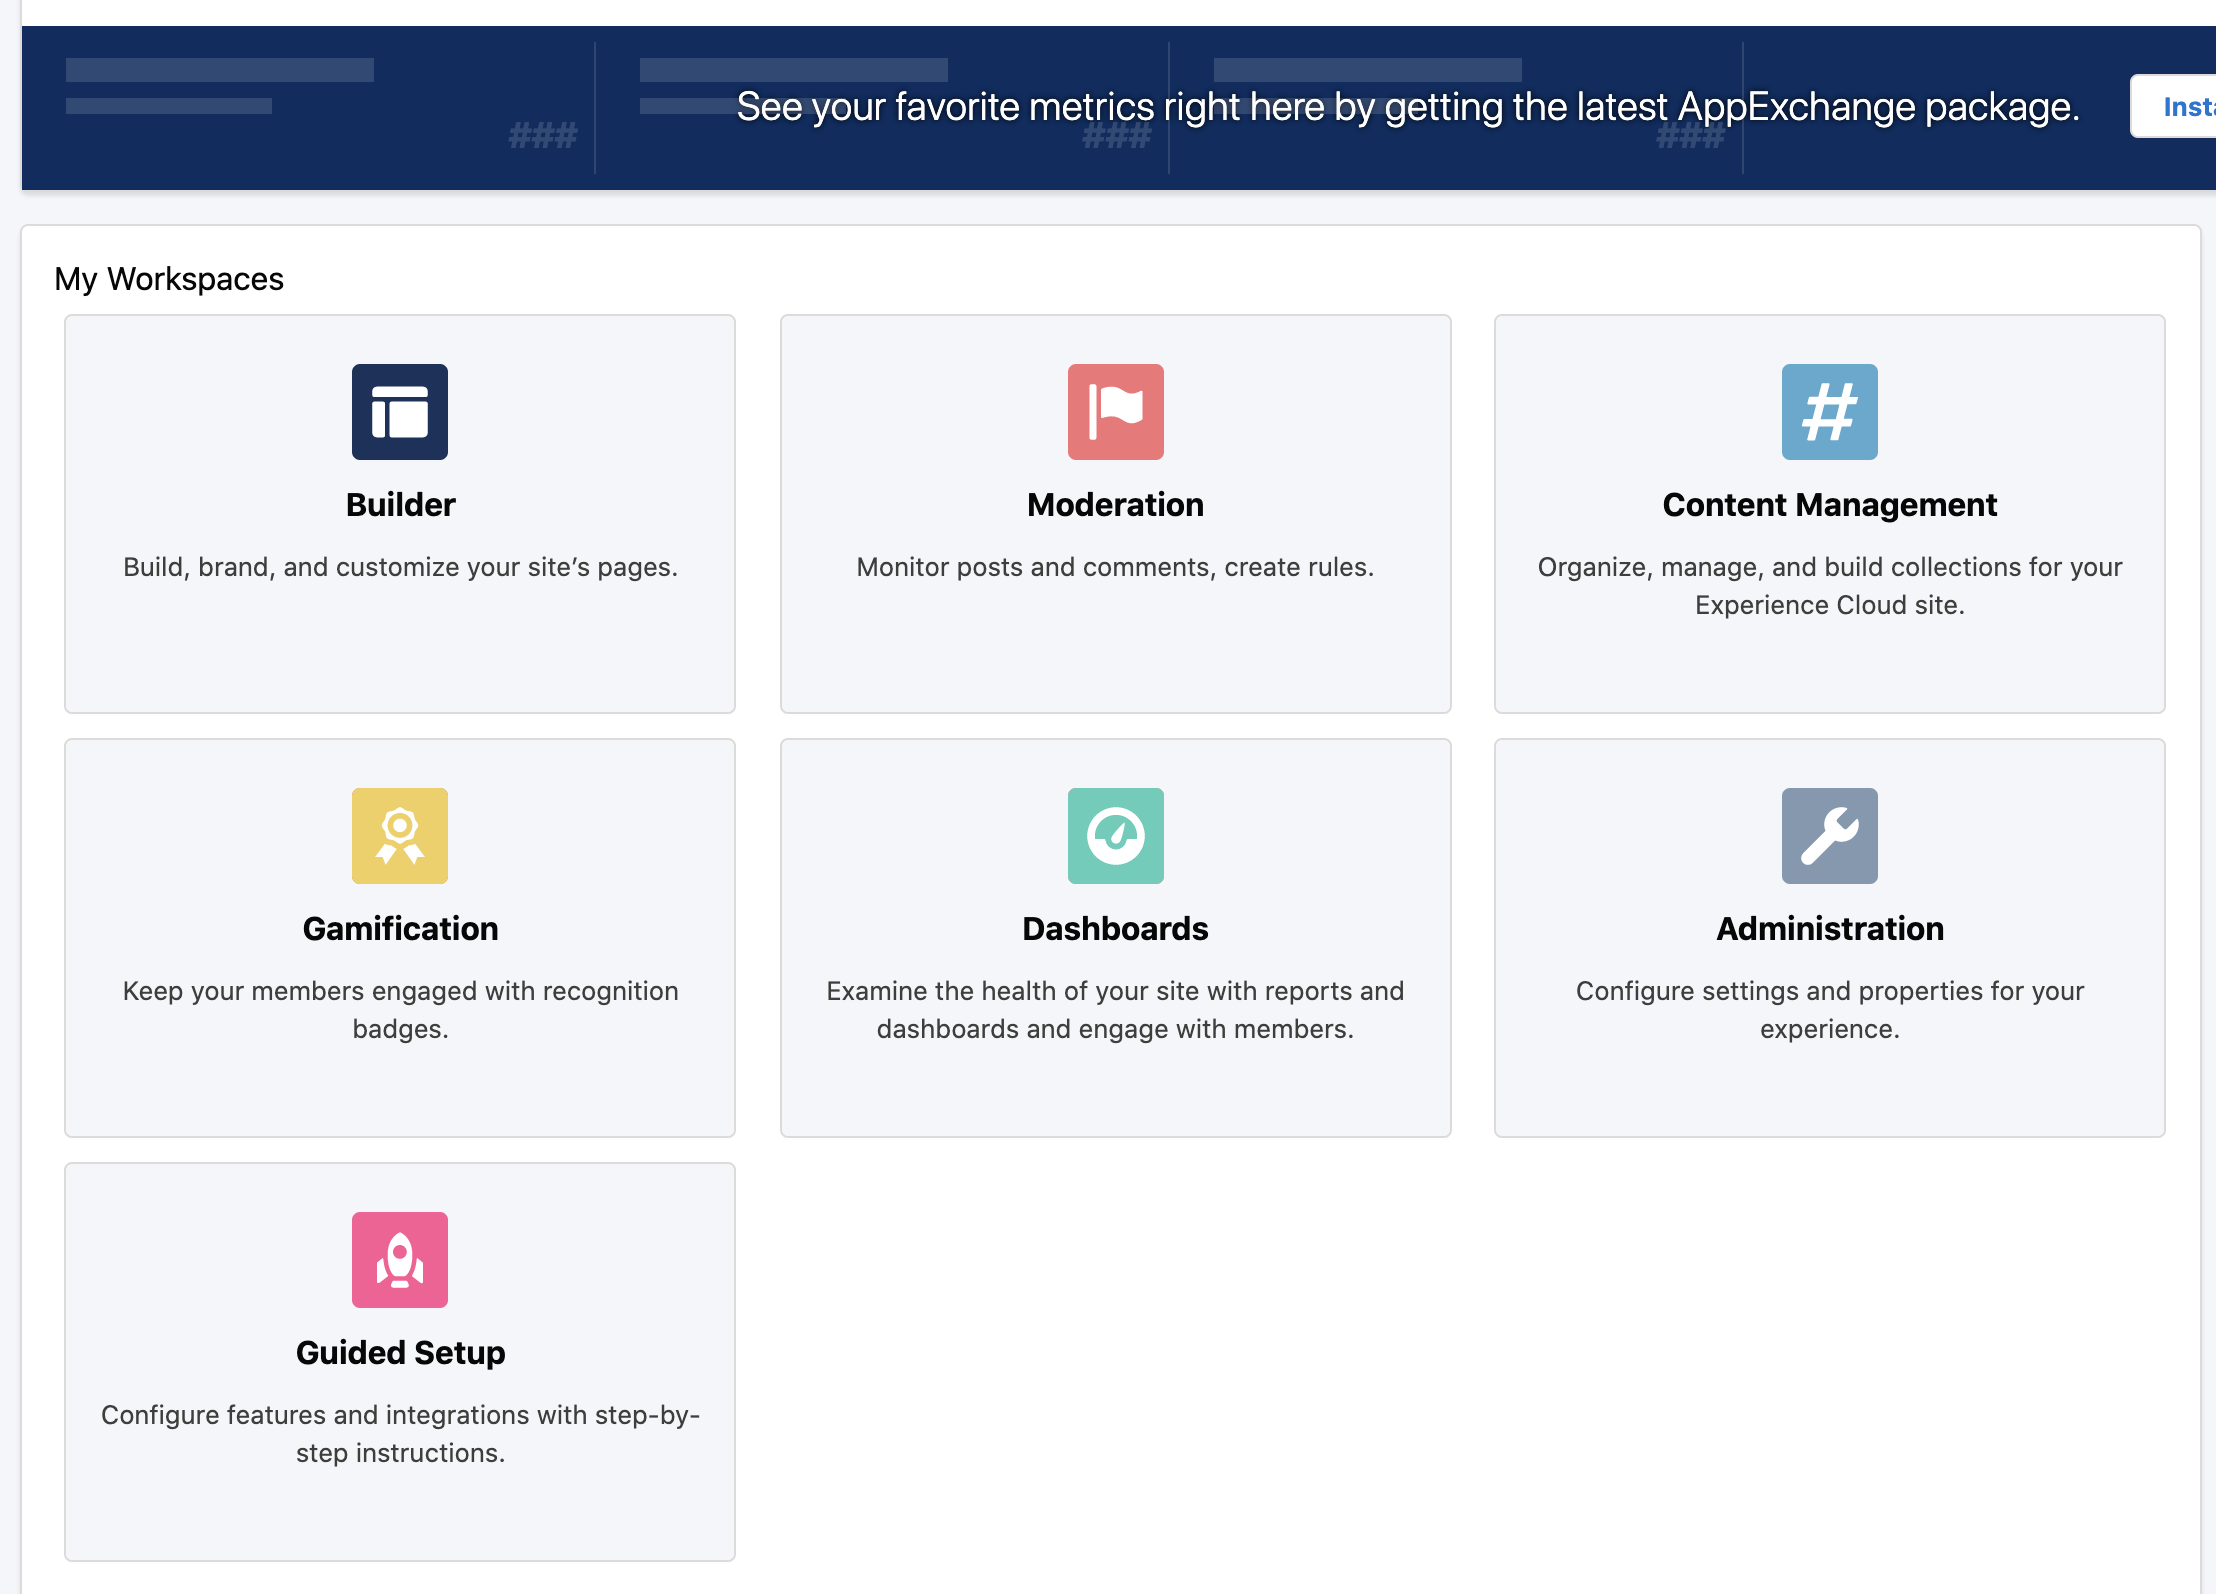 See your favorite metrics right here by getting the latest AppExchange package.
###
###
###
My Workspaces
Builder
Build, brand, and customize your site’s pages.
Moderation
Monitor posts and comments, create rules.
Content Management
Organize, manage, and build collections for your
Experience Cloud site.
Gamification
Keep your members engaged with recognition
badges.
Dashboards
Examine the health of your site with reports and
dashboards and engage with members.
Administration
Configure settings and properties for your
experience.
Guided Setup
Configure features and integrations with step-by-
step instructions.